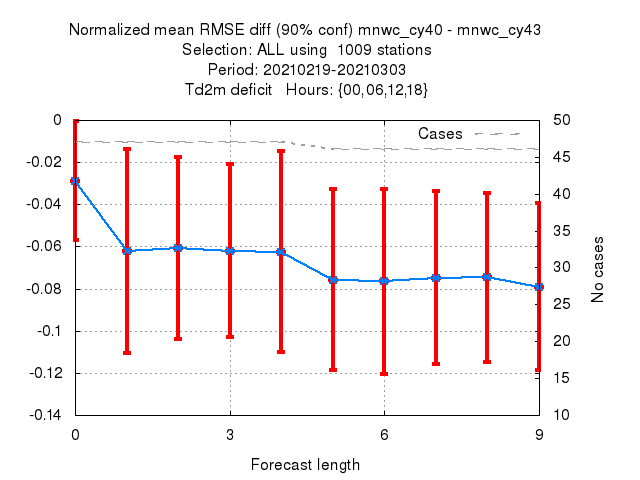 Normalized mean RMSE diff (90% conf) mnwc_cy40 - mnwc_cy43
Selection: ALL using  1009 stations
Period: 20210219-20210303
Td2m deficit   Hours: {00,06,12,18}
Cases
0
-0.02
-0.04
-0.06
-0.08
-0.1
-0.12
-0.14
50
45
40
35
30
25
20
15
10
No cases
0 3 6 9
Forecast length